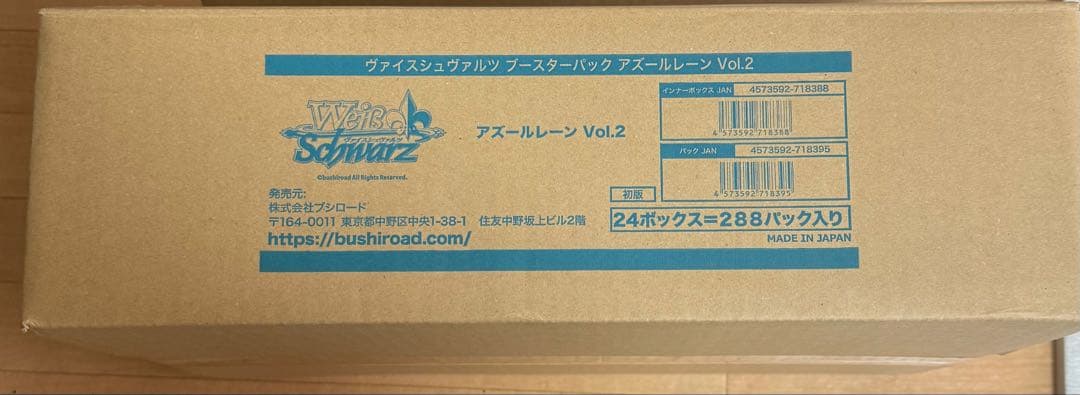 ヴァイスシュヴァルツ ブースターパック アズールレーン Vol.2
Weiß
Schwarz
ヴァイスシュヴァルツ
©bushiroad All Rights Reserved.
アズールレーン Vol.2
インナーボックス JAN 4573592-718388
4 573592 718388
パック JAN 4573592-718395
4 573592 718395
発売元:
株式会社ブシロード
〒164-0011 東京都中野区中央1-38-1 住友中野坂上ビル2階
https://bushiroad.com/
初版
24ボックス=288パック入り
MADE IN JAPAN